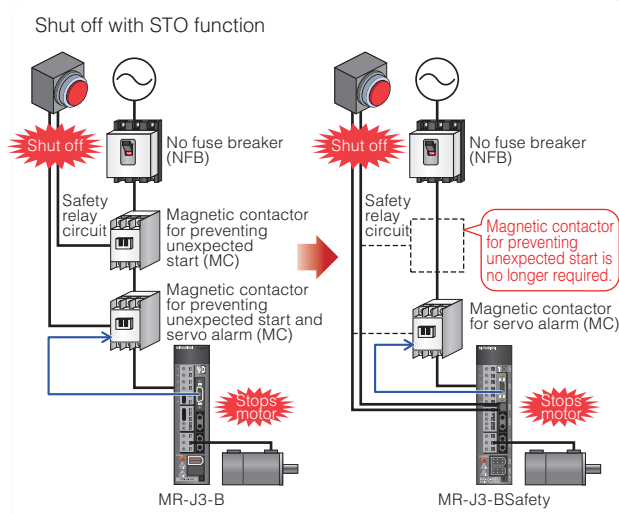 Shut off with STO function
Shut off
No fuse breaker
(NFB)
Safety
relay
circuit
Magnetic contactor
for preventing
unexpected
start (MC)
Magnetic contactor
for preventing
unexpected start and
servo alarm (MC)
Stops
motor
MR-J3-B
Shut off
No fuse breaker
(NFB)
Safety
relay
circuit
Magnetic contactor
for preventing
unexpected start is
no longer required.
Magnetic contactor
for servo alarm (MC)
Stops
motor
MR-J3-BSafety